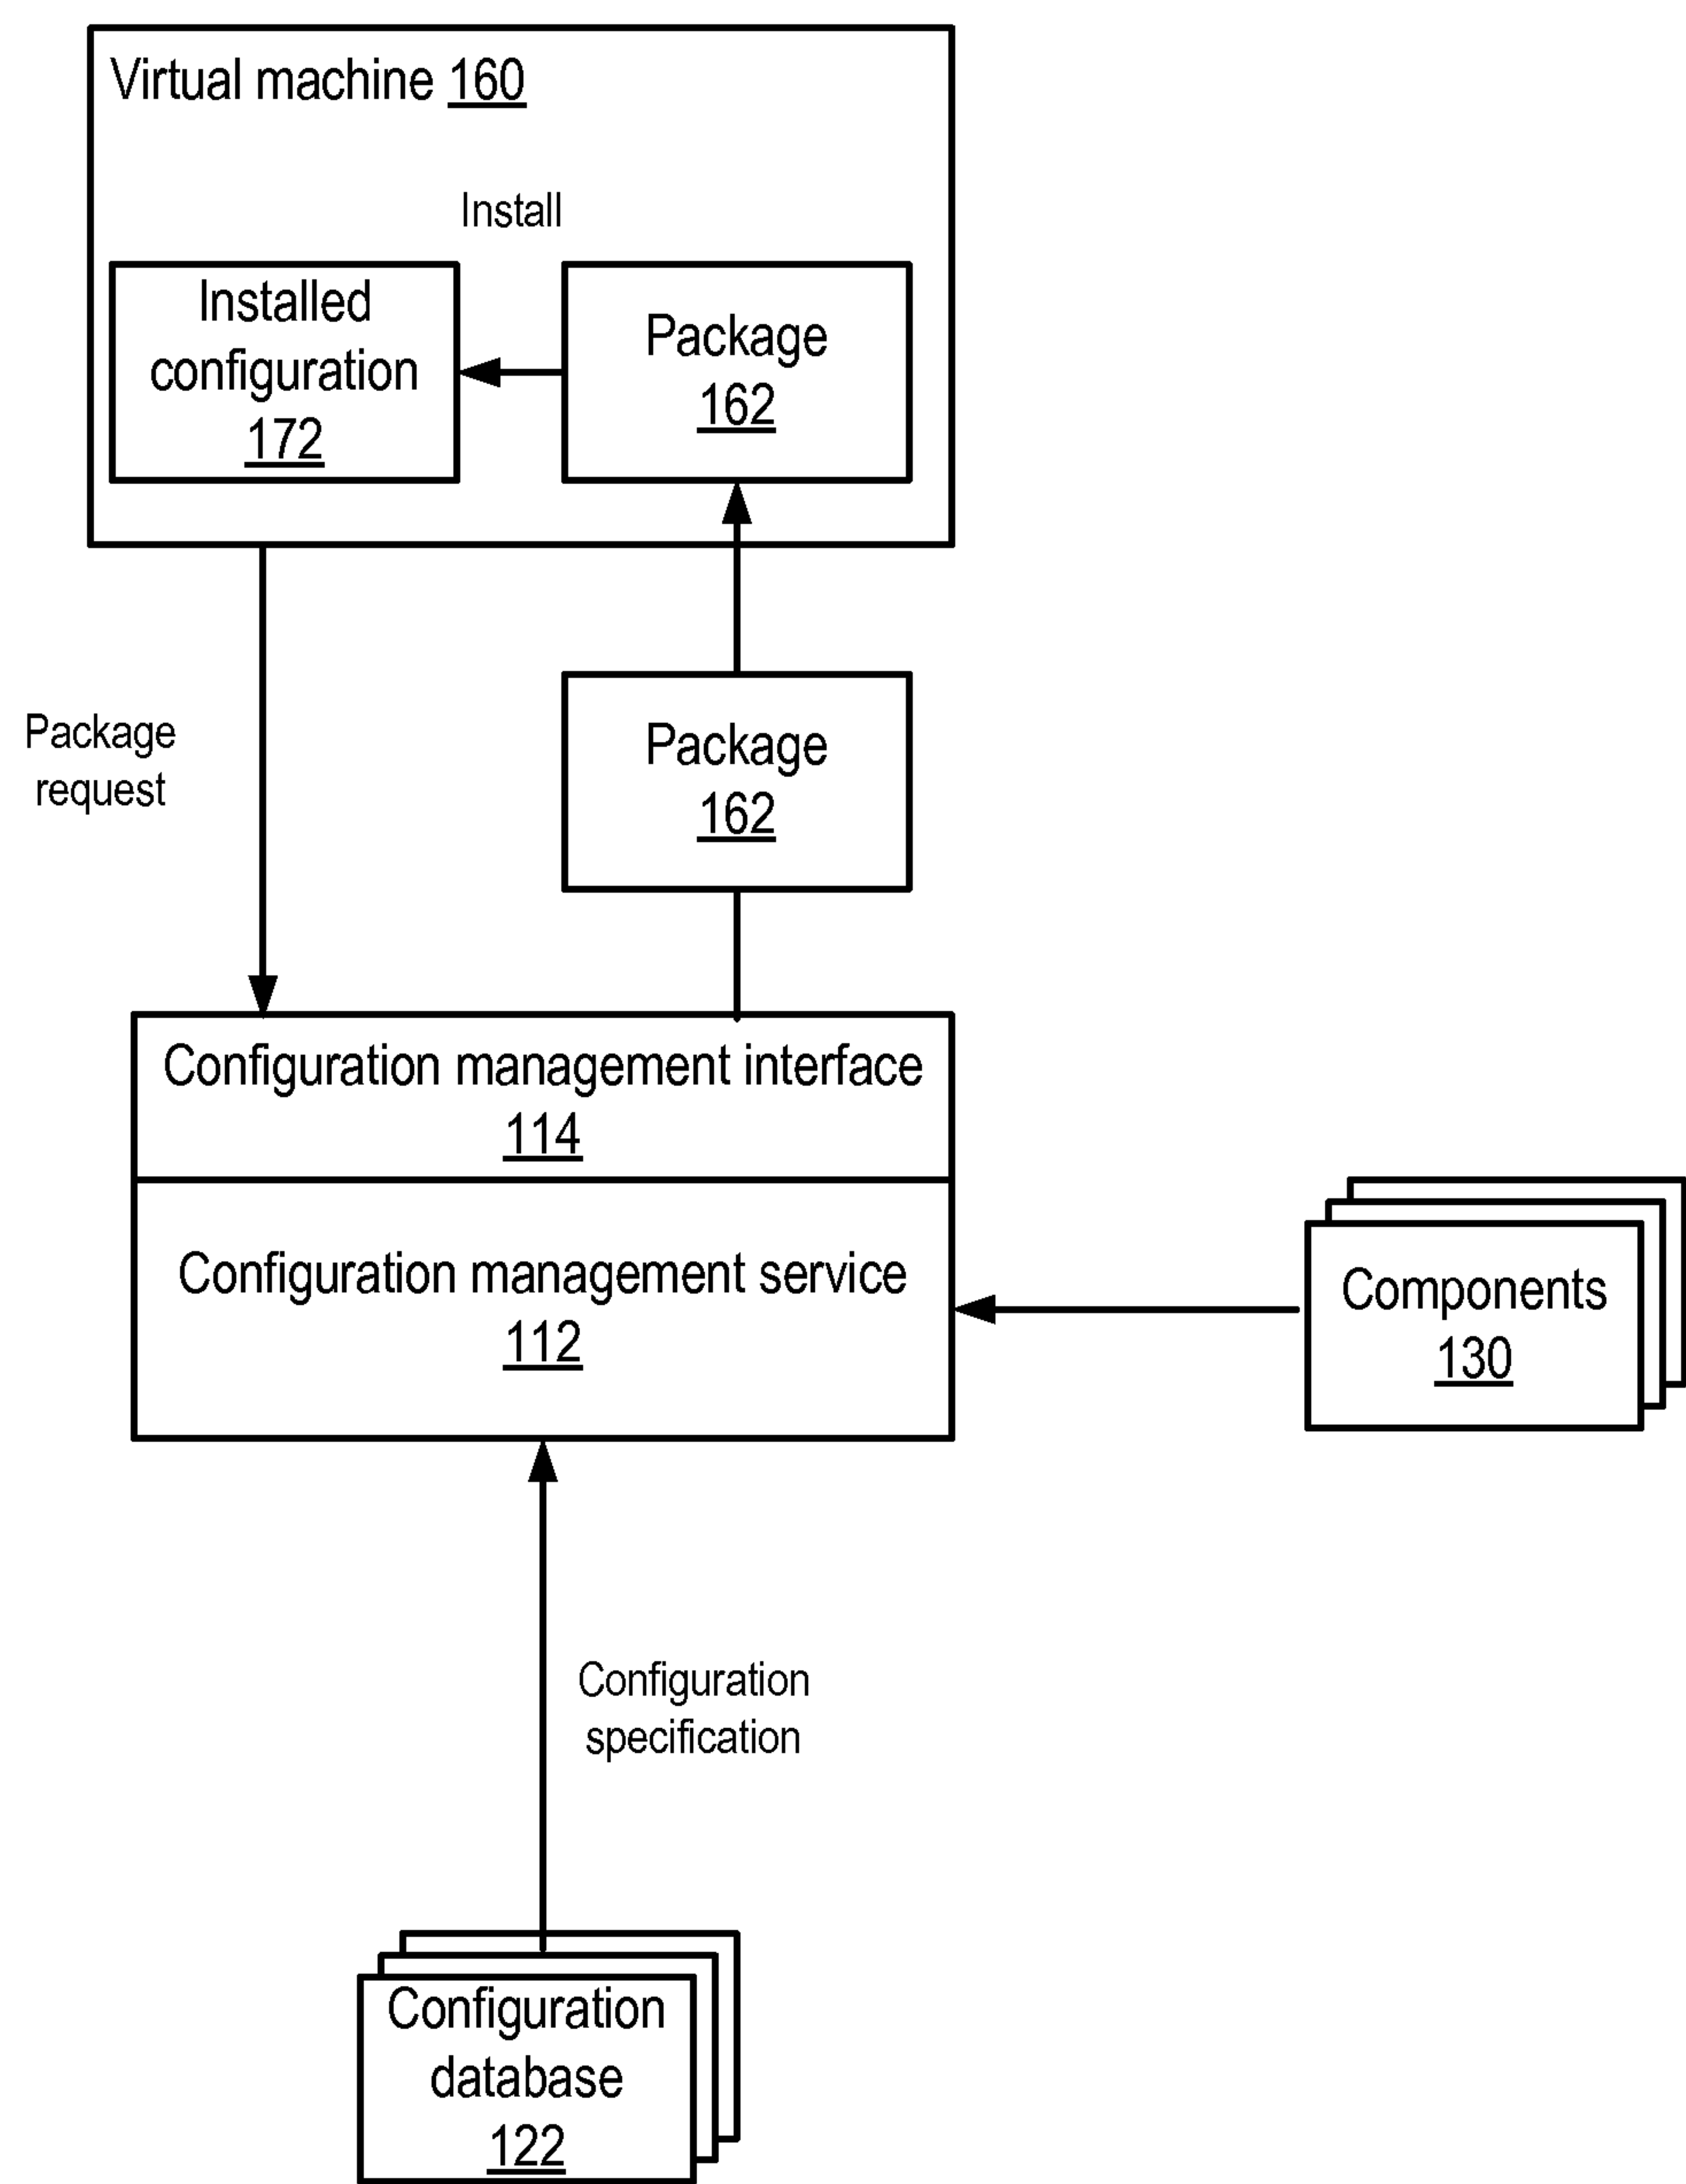 Virtual machine 160
Install
Installed
configuration
172
Package
162
Package
request
Package
162
Configuration management interface
114
Configuration management service
112
Components
130
Configuration
specification
Configuration
database
122